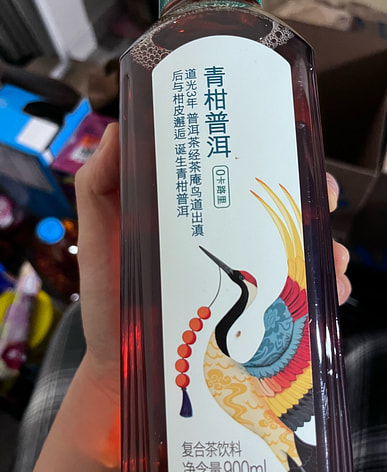 青柑普洱
0卡路里
道光3年 普洱茶经茶庵鸟道出滇
后与柑皮邂逅 诞生青柑普洱
复合茶饮料
净含量900ml